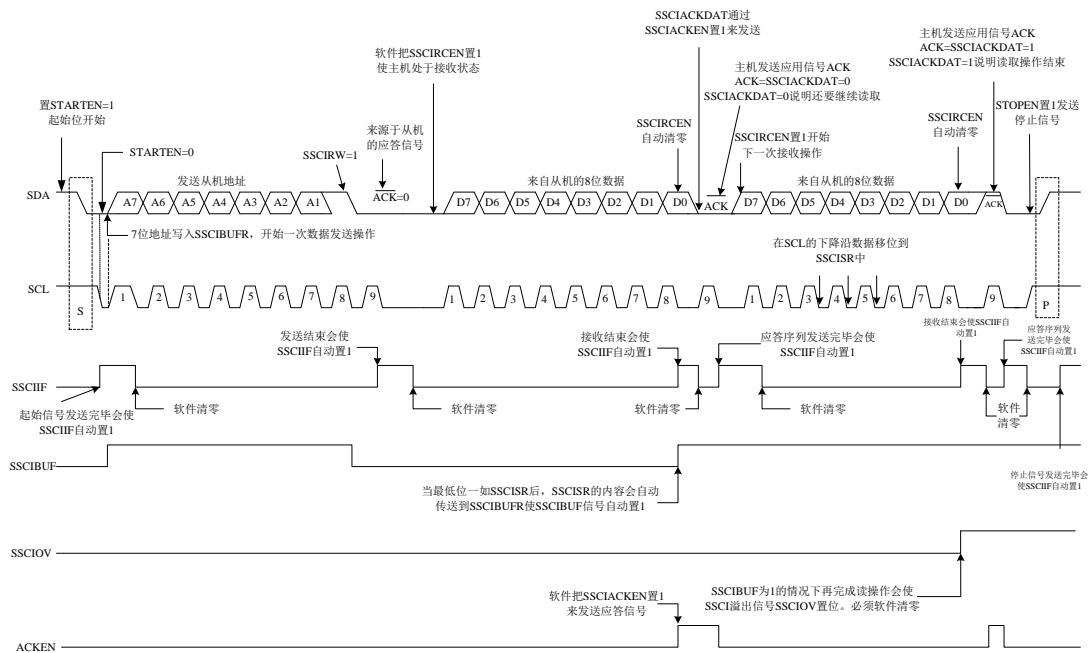 SSCIACKDAT通过
SSCIACKEN置1来发送
主机发送应用信号ACK
ACK=SSCIACKDAT=1
SSCIACKDAT=1说明读取操作结束
软件把SSCIRCEN置1
使主机处于接收状态
主机发送应用信号ACK
ACK=SSCIACKDAT=0
SSCIACKDAT=0说明还要继续读取
置STARTEN=1
起始位开始
STOPEN置1发送
停止信号
来源于从机
的应答信号
SSCIRCEN
自动清零
SSCIRCEN置1开始
下一次接收操作
SSCIRCEN
自动清零
STARTEN=0
SSCIRW=1
发送从机地址
来自从机的8位数据
来自从机的8位数据
SDA
A7 A6 A5 A4 A3 A2 A1
ACK=0
D7 D6 D5 D4 D3 D2 D1 D0
ACK
D7 D6 D5 D4 D3 D2 D1 D0
ACK
7位地址写入SSCIBUFR，开始一次数据发送操作
在SCL的下降沿数据移位到
SSCISR中
SCL
S
1 2 3 4 5 6 7 8 9
1 2 3 4 5 6 7 8 9
1 2 3 4 5 6 7 8 9
P
发送结束会使
SSCIIF自动置1
接收结束会使
SSCIIF自动置1
应答序列发送完毕会使
SSCIIF自动置1
接收结束会使SSCIIF自
动置1
应答序列发
送完毕会使
SSCIIF自动置1
SSCIIF
起始信号发送完毕会使
SSCIIF自动置1
软件清零
软件清零
软件清零
软件清零
软件
清零
SSCIBUF
当最低位一如SSCISR后，SSCISR的内容会自动
传送到SSCIBUFR使SSCIBUF信号自动置1
停止信号发送完毕会
使SSCIIF自动置1
SSCIOV
SSCIBUF为1的情况下再完成读操作会使
SSCI溢出信号SSCIOV置位。必须软件清零
软件把SSCIACKEN置1
来发送应答信号
ACKEN